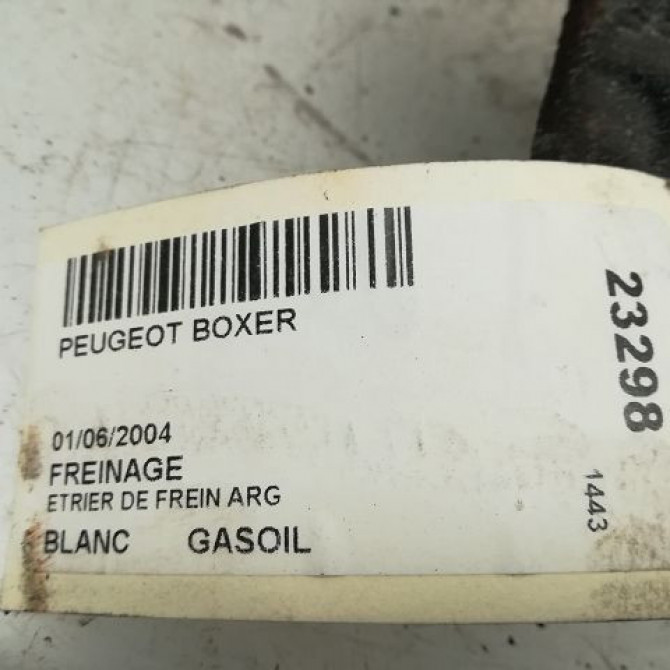 PEUGEOT BOXER
01/06/2004
FREINAGE
ETRIER DE FREIN ARG
BLANC GASOIL
23298
1443